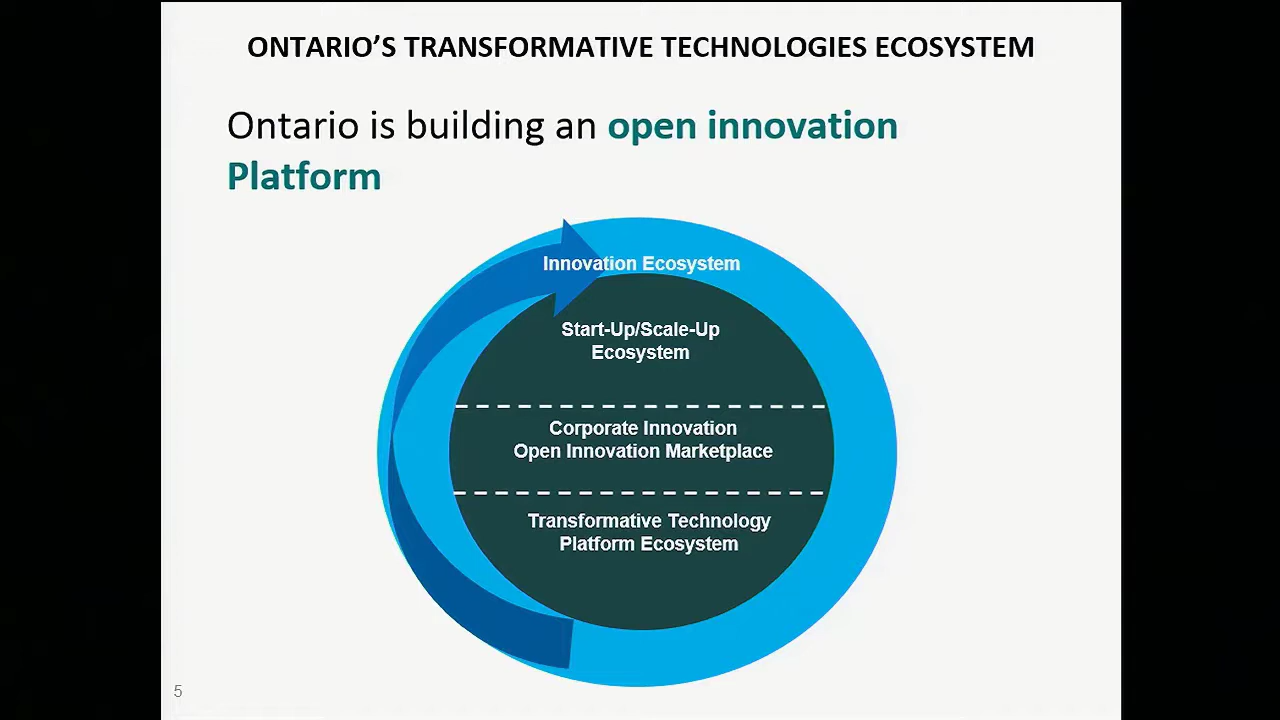 ONTARIO’S TRANSFORMATIVE TECHNOLOGIES ECOSYSTEM
Ontario is building an open innovation
Platform
Innovation Ecosystem
Start-Up/Scale-Up
Ecosystem
Corporate Innovation
Open Innovation Marketplace
Transformative Technology
Platform Ecosystem
5